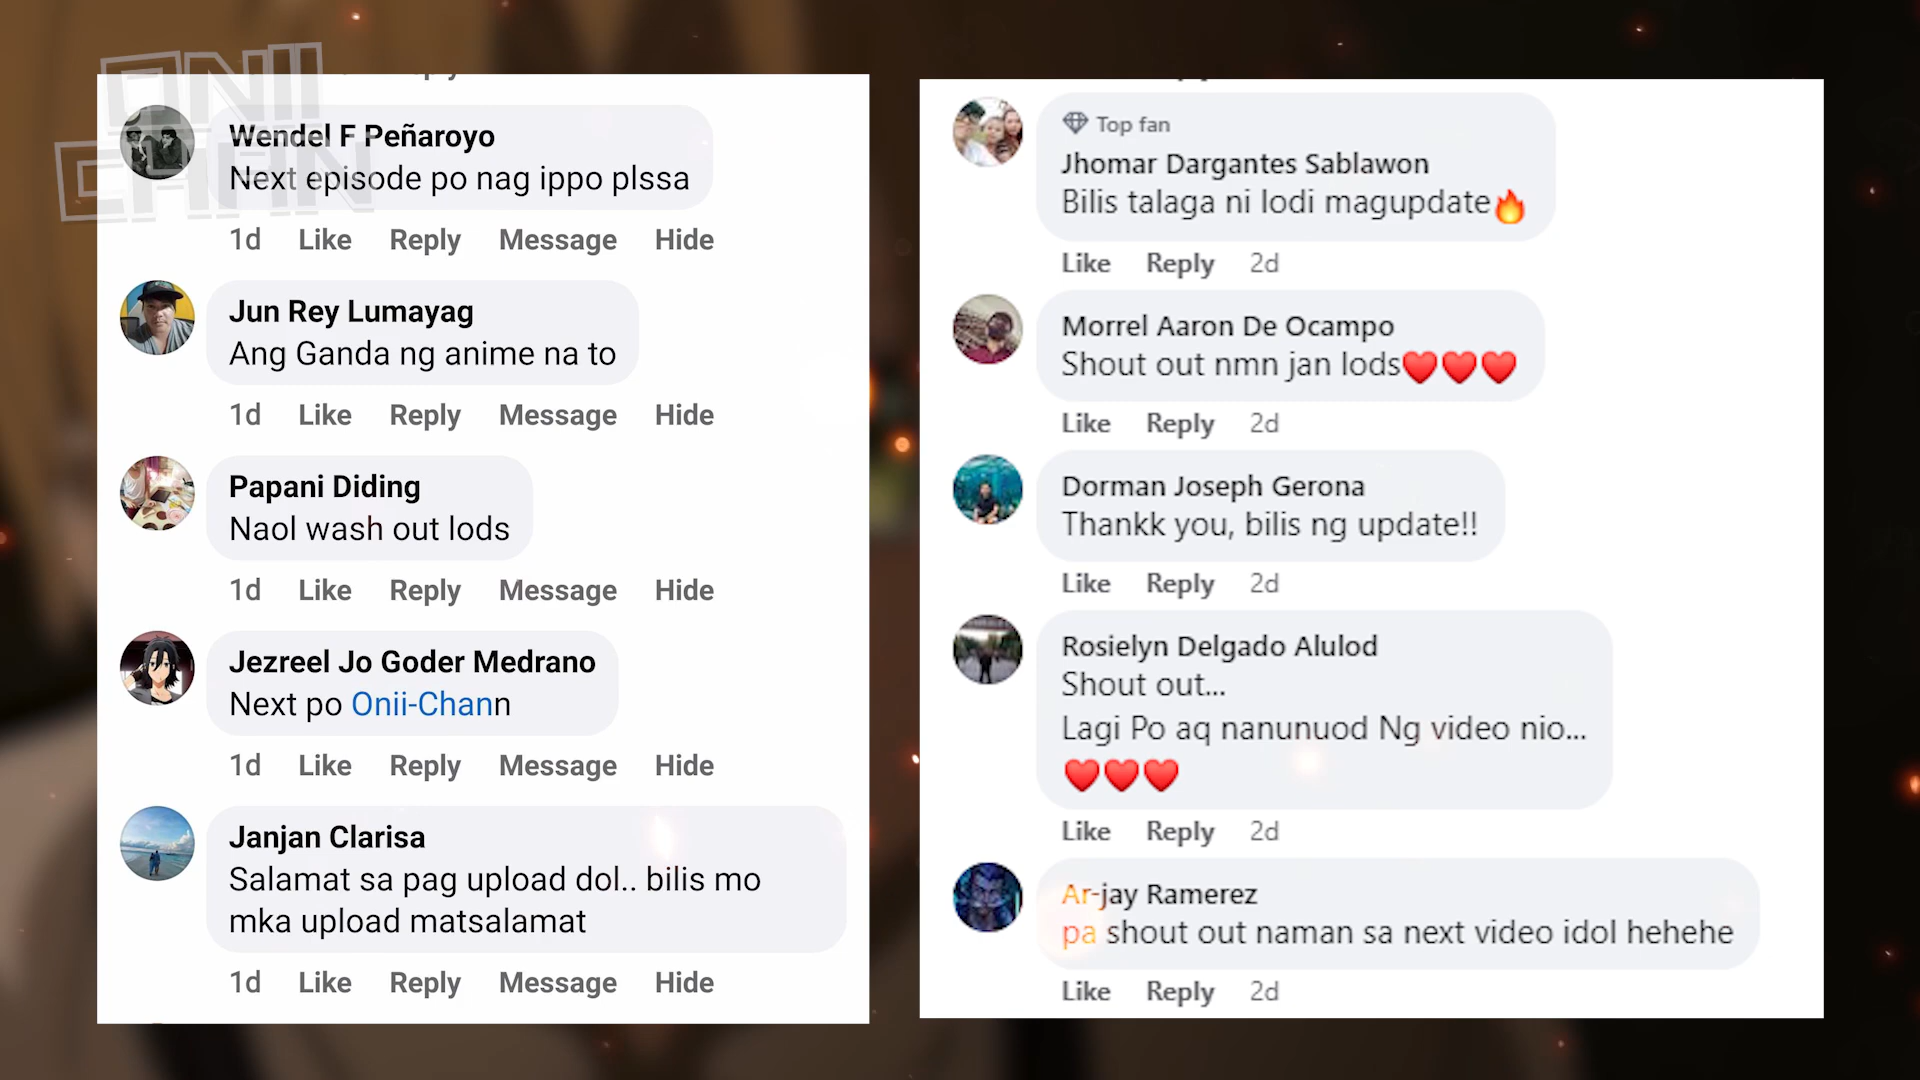 ONII
CHAN
Wendel F Peñaroyo
Next episode po nag ippo plssa
1d Like Reply Message Hide
Jun Rey Lumayag
Ang Ganda ng anime na to
1d Like Reply Message Hide
Papani Diding
Naol wash out lods
1d Like Reply Message Hide
Jezreel Jo Goder Medrano
Next po Onii-Chann
1d Like Reply Message Hide
Janjan Clarisa
Salamat sa pag upload dol.. bilis mo
mka upload matsalamat
1d Like Reply Message Hide
Top fan
Jhomar Dargantes Sablawon
Bilis talaga ni lodi magupdate🔥
Like Reply 2d
Morrel Aaron De Ocampo
Shout out nmn jan lods❤️❤️❤️
Like Reply 2d
Dorman Joseph Gerona
Thankk you, bilis ng update!!
Like Reply 2d
Rosielyn Delgado Alulod
Shout out...
Lagi Po aq nanunuod Ng video nio...
❤️❤️❤️
Like Reply 2d
Ar-jay Ramerez
pa shout out naman sa next video idol hehehe
Like Reply 2d